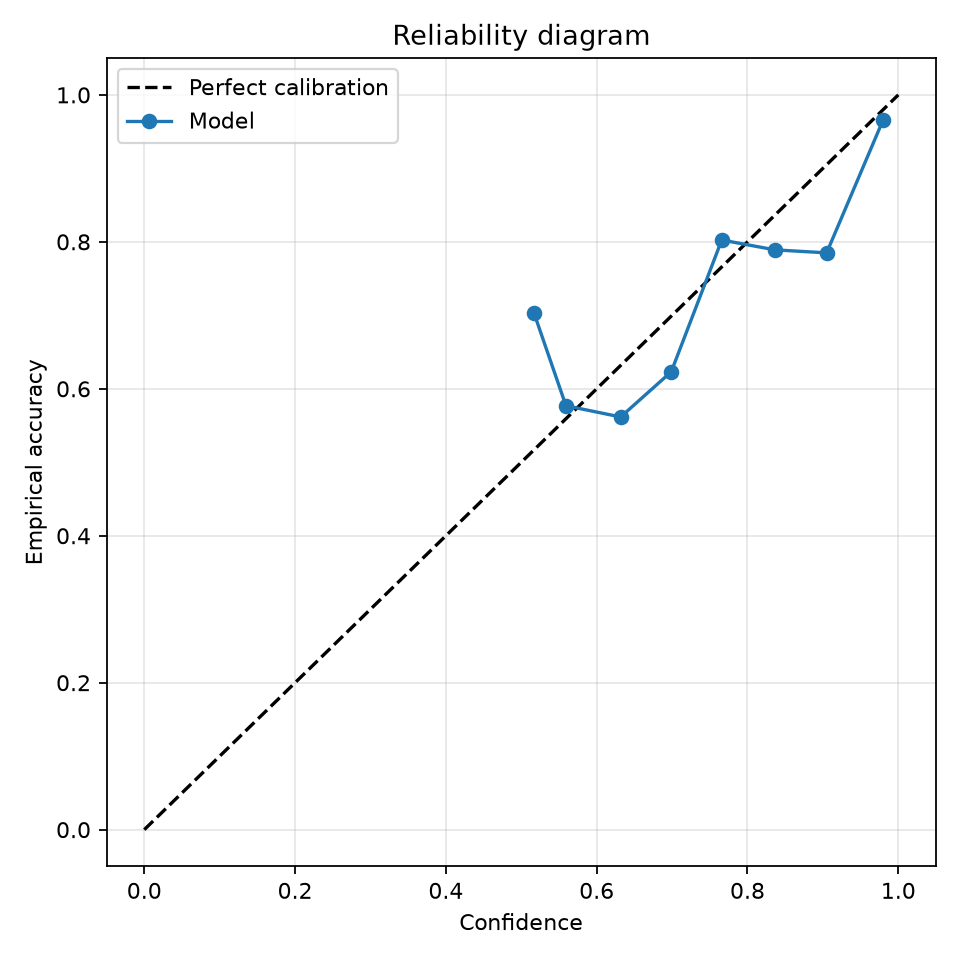 Reliability diagram
Perfect calibration
Model
1.0
0.8
0.6
0.4
0.2
0.0
Empirical accuracy
0.0 0.2 0.4 0.6 0.8 1.0
Confidence